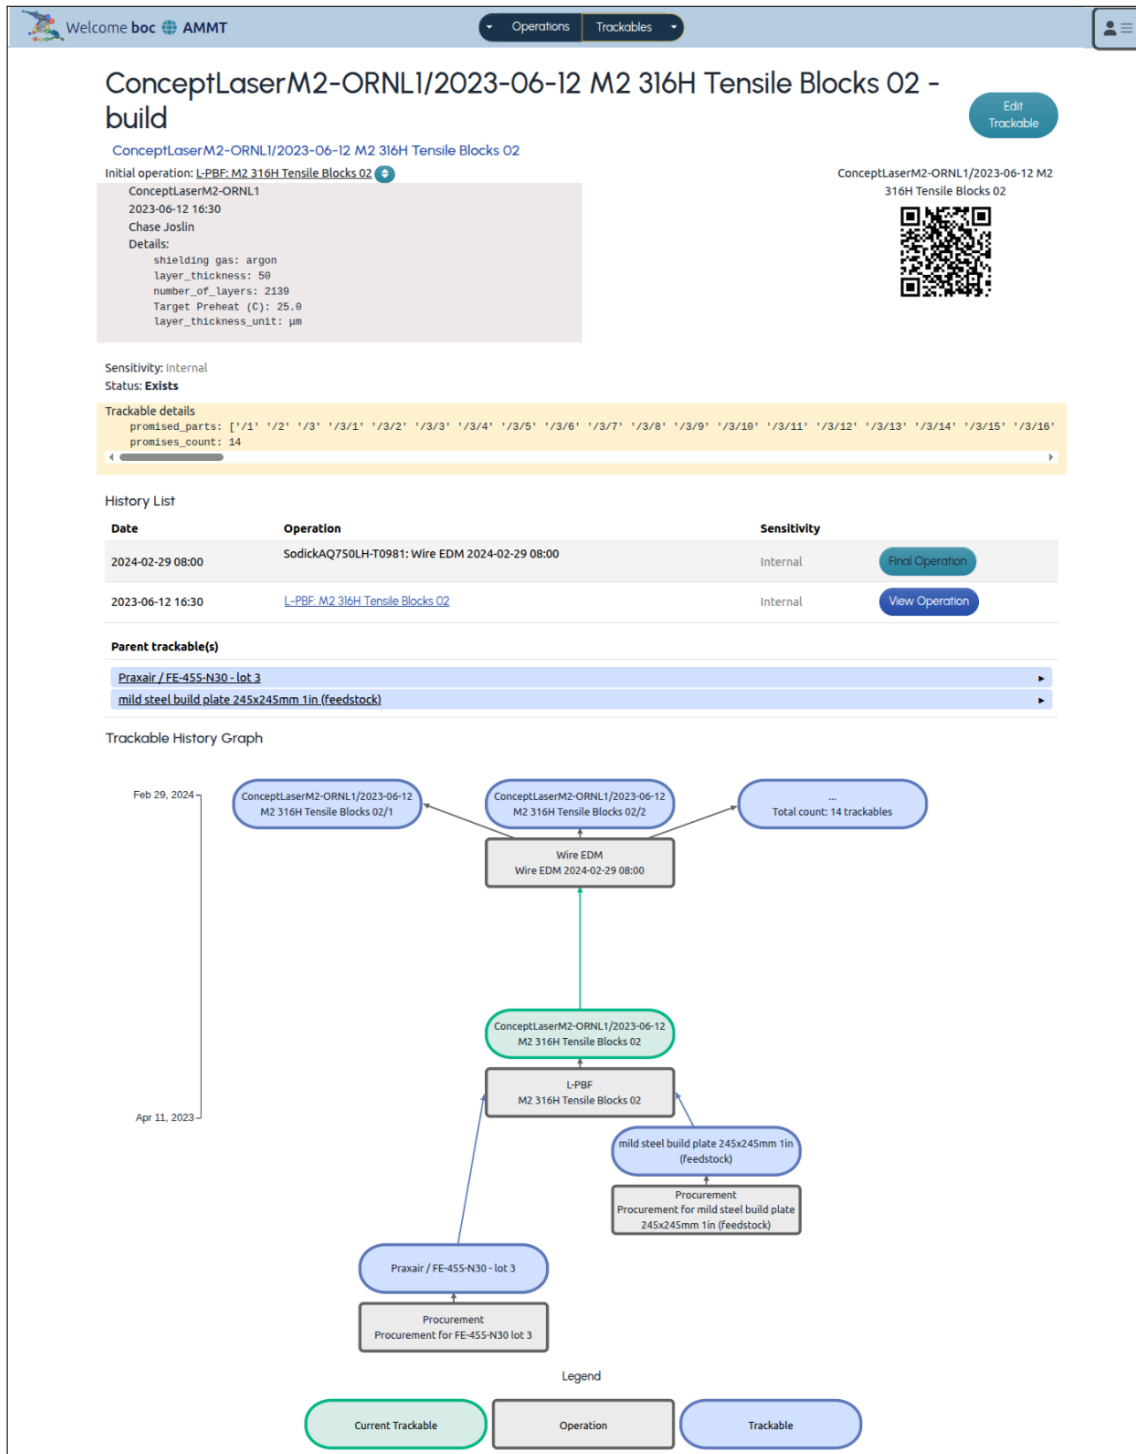 Welcome boc AMMT
Operations
Trackables
ConceptLaserM2-ORNL1/2023-06-12 M2 316H Tensile Blocks 02 -
build
Edit
Trackable
ConceptLaserM2-ORNL1/2023-06-12 M2 316H Tensile Blocks 02
Initial operation: L-PBF: M2 316H Tensile Blocks 02
ConceptLaserM2-ORNL1
2023-06-12 16:30
Chase Joslin
Details:
shielding gas: argon
layer_thickness: 50
number_of_layers: 2139
Target Preheat (C): 25.0
layer_thickness_unit: µm
ConceptLaserM2-ORNL1/2023-06-12 M2
316H Tensile Blocks 02
Sensitivity: Internal
Status: Exists
Trackable details
promised_parts: ['/1' '/2' '/3' '/3/1' '/3/2' '/3/3' '/3/4' '/3/5' '/3/6' '/3/7' '/3/8' '/3/9' '/3/10' '/3/11' '/3/12' '/3/13' '/3/14' '/3/15' '/3/16'
promises_count: 14
History List
Date Operation Sensitivity
2024-02-29 08:00 SodickAQ750LH-T0981: Wire EDM 2024-02-29 08:00 Internal Final Operation
2023-06-12 16:30 L-PBF: M2 316H Tensile Blocks 02 Internal View Operation
Parent trackable(s)
Praxair / FE-455-N30 - lot 3
mild steel build plate 245x245mm 1in (feedstock)
Trackable History Graph
Feb 29, 2024
ConceptLaserM2-ORNL1/2023-06-12
M2 316H Tensile Blocks 02/1
ConceptLaserM2-ORNL1/2023-06-12
M2 316H Tensile Blocks 02/2
...
Total count: 14 trackables
Wire EDM
Wire EDM 2024-02-29 08:00
ConceptLaserM2-ORNL1/2023-06-12
M2 316H Tensile Blocks 02
L-PBF
M2 316H Tensile Blocks 02
Apr 11, 2023
mild steel build plate 245x245mm 1in
(feedstock)
Procurement
Procurement for mild steel build plate
245x245mm 1in (feedstock)
Praxair / FE-455-N30 - lot 3
Procurement
Procurement for FE-455-N30 lot 3
Legend
Current Trackable
Operation
Trackable